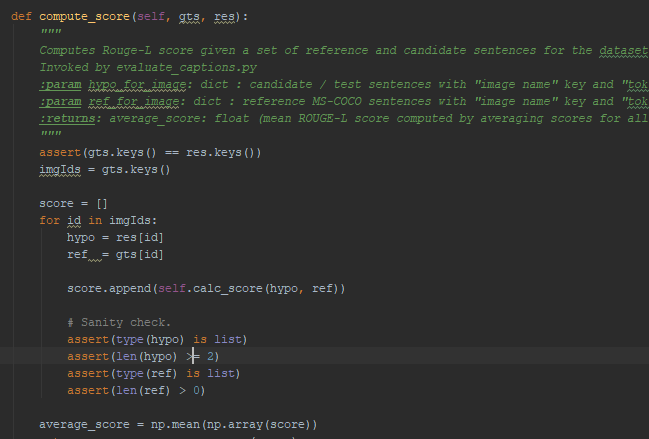 def compute_score(self, gts, res):
"""
Computes Rouge-L score given a set of reference and candidate sentences for the dataset
Invoked by evaluate_captions.py
:param hypo_for_image: dict : candidate / test sentences with "image name" key and "tok
:param ref_for_image: dict : reference MS-COCO sentences with "image name" key and "tok
:returns: average_score: float (mean ROUGE-L score computed by averaging scores for all
"""
assert(gts.keys() == res.keys())
imgIds = gts.keys()
score = []
for id in imgIds:
hypo = res[id]
ref  = gts[id]
score.append(self.calc_score(hypo, ref))
# Sanity check.
assert(type(hypo) is list)
assert(len(hypo) >= 2)
assert(type(ref) is list)
assert(len(ref) > 0)
average_score = np.mean(np.array(score))